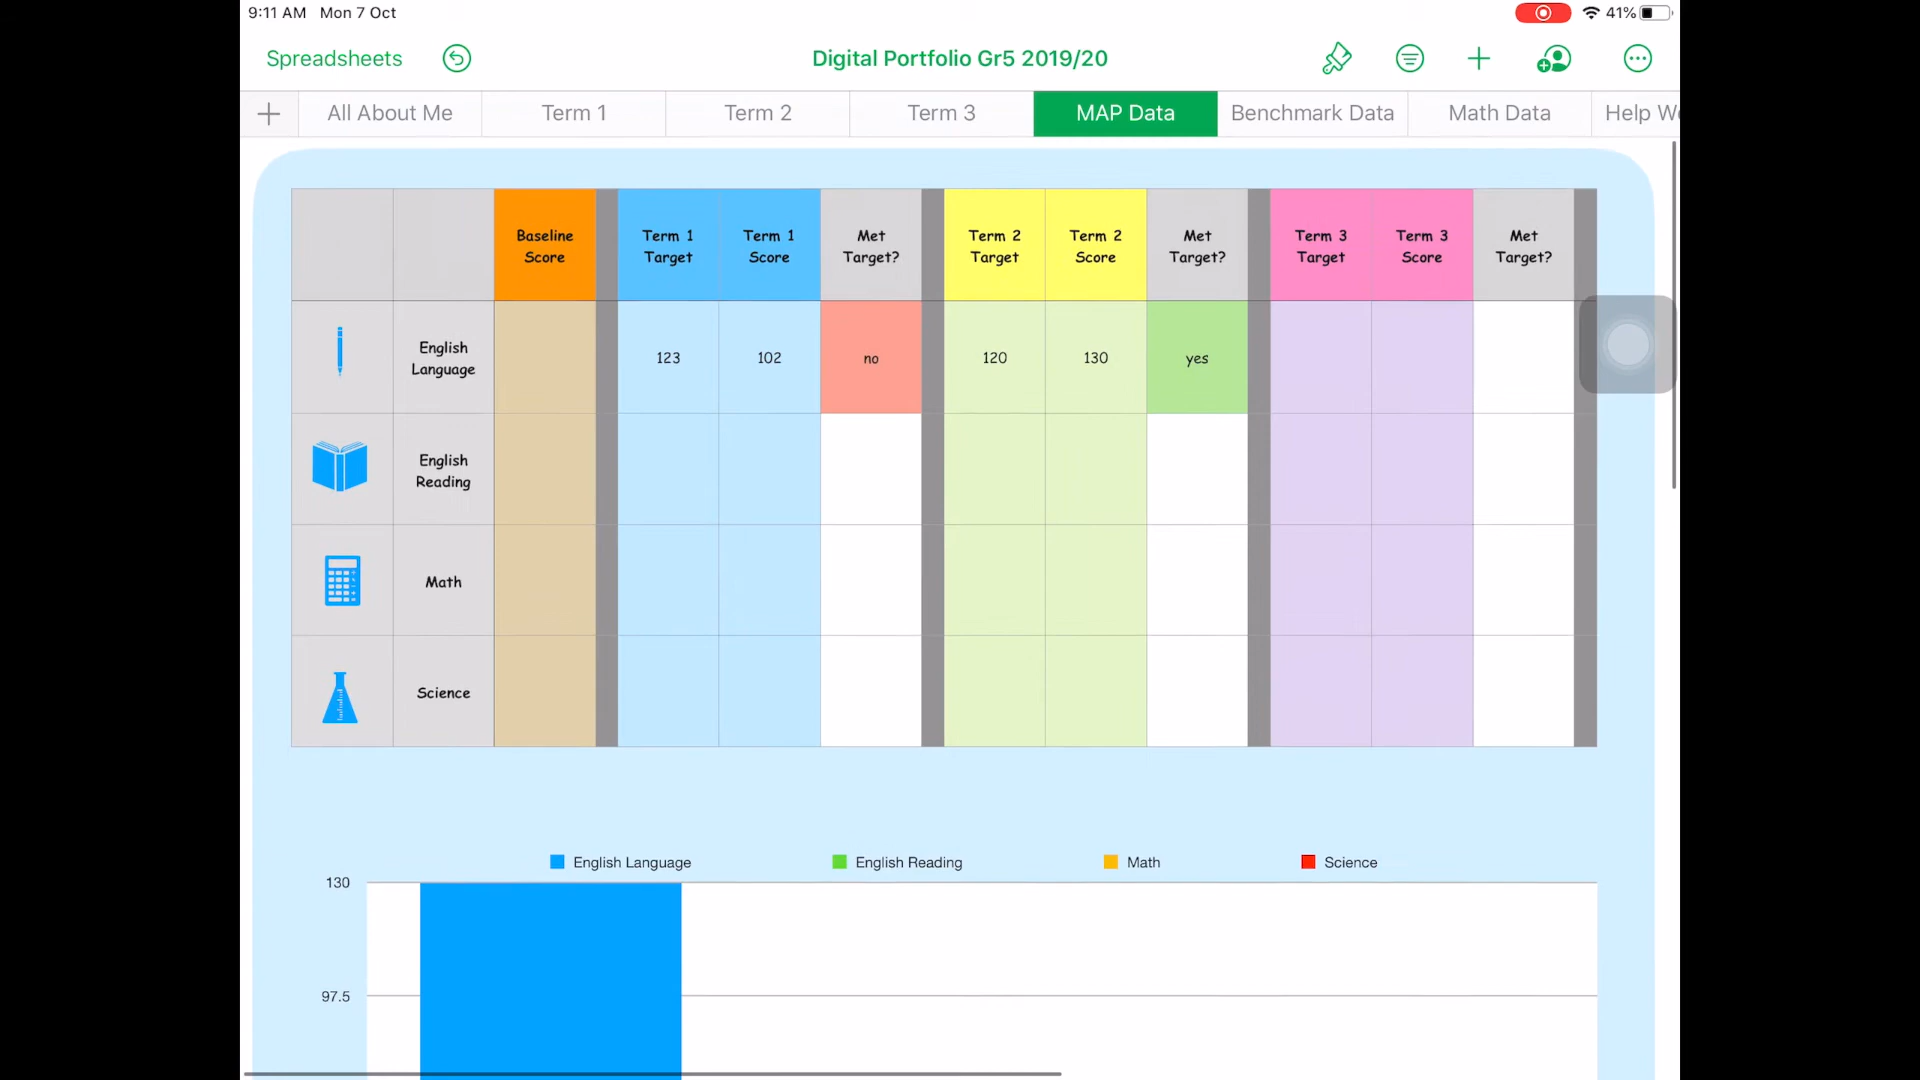 9:11 AM Mon 7 Oct
41%
Spreadsheets
Digital Portfolio Gr5 2019/20
All About Me
Term 1
Term 2
Term 3
MAP Data
Benchmark Data
Math Data
Help
Baseline
Score
Term 1
Target
Term 1
Score
Met
Target?
Term 2
Target
Term 2
Score
Met
Target?
Term 3
Target
Term 3
Score
Met
Target?
English
Language
123
102
no
120
130
yes
English
Reading
Math
Science
English Language
English Reading
Math
Science
130
97.5